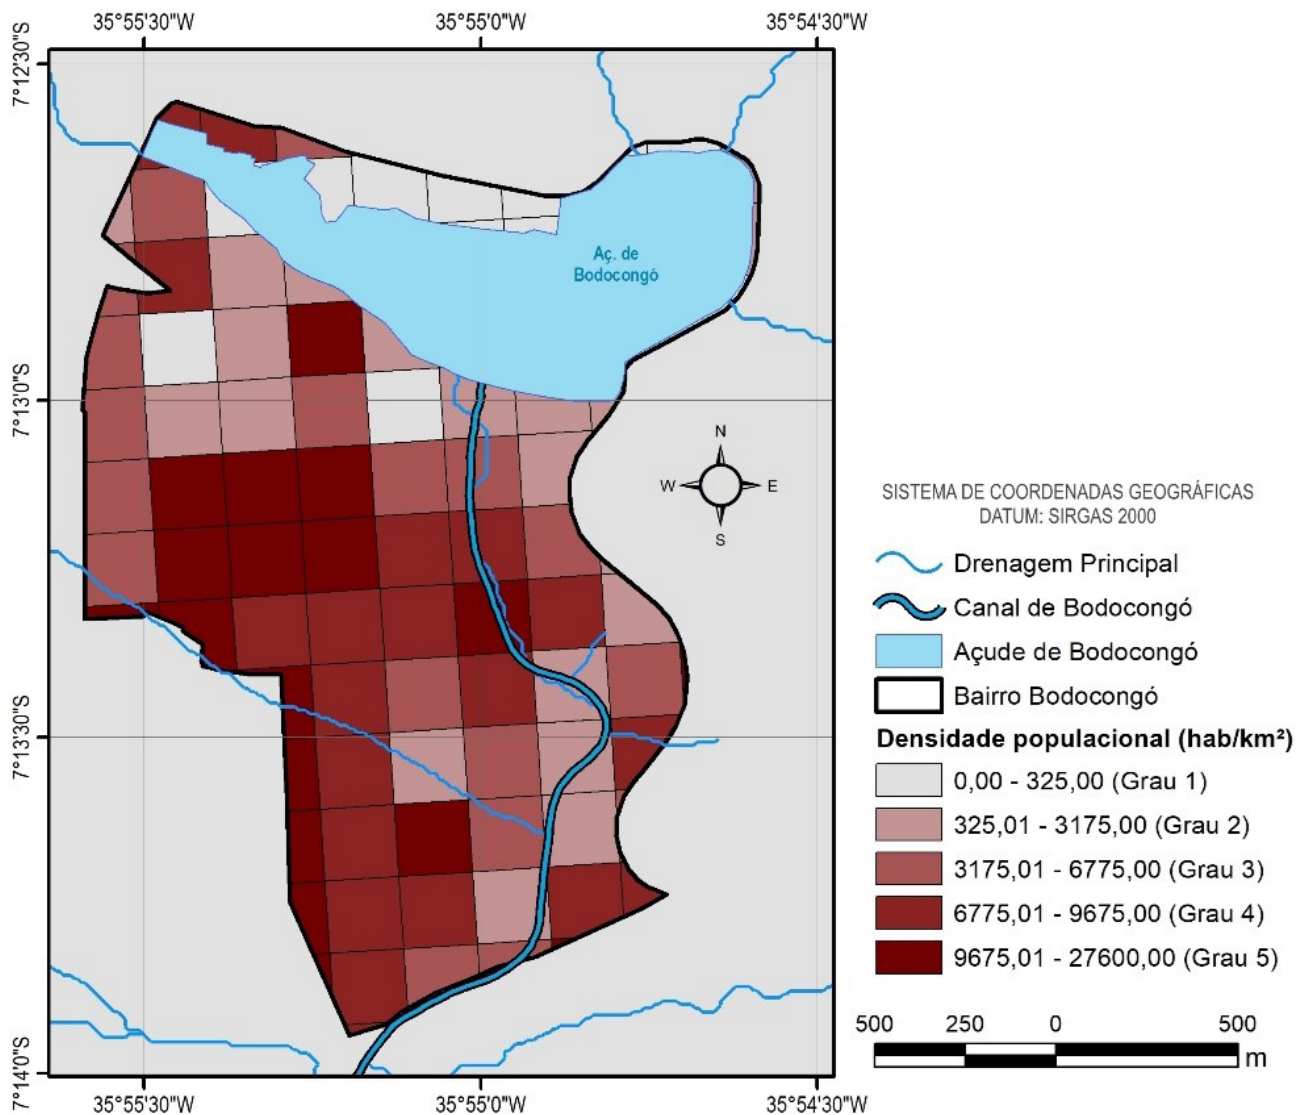 35°55'30"W
35°55'0"W
35°54'30"W
7°12'30"S
7°13'0"S
7°13'30"S
7°14'0"S
Aç. de
Bodocongó
N
W
E
S
35°55'30"W
35°55'0"W
35°54'30"W
SISTEMA DE COORDENADAS GEOGRÁFICAS
DATUM: SIRGAS 2000
Drenagem Principal
Canal de Bodocongó
Açude de Bodocongó
Bairro Bodocongó
Densidade populacional (hab/km²)
0,00 - 325,00 (Grau 1)
325,01 - 3175,00 (Grau 2)
3175,01 - 6775,00 (Grau 3)
6775,01 - 9675,00 (Grau 4)
9675,01 - 27600,00 (Grau 5)
500 250 0 500
m